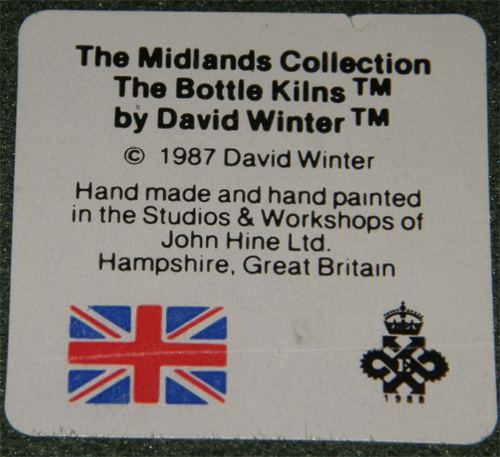 The Midlands Collection
The Bottle Kilns ™
by David Winter ™
© 1987 David Winter
Hand made and hand painted
in the Studios & Workshops of
John Hine Ltd.
Hampshire, Great Britain
E
1988